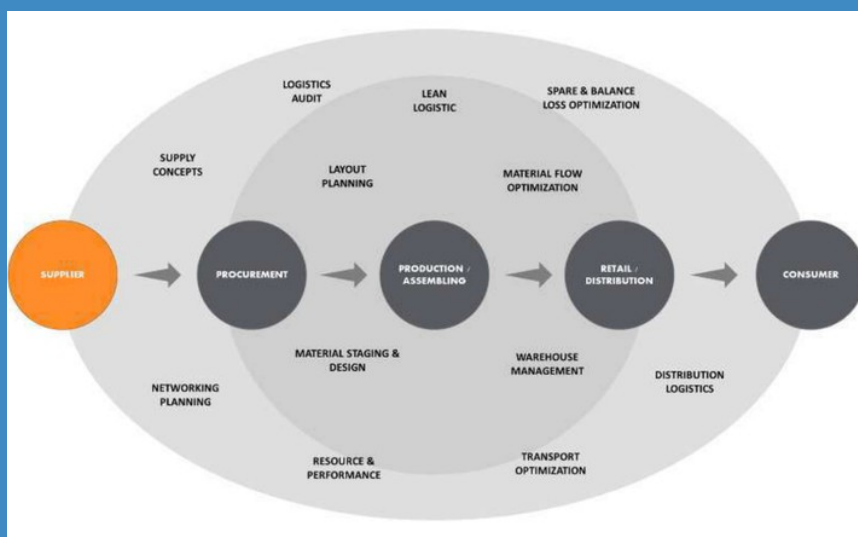 LOGISTICS
AUDIT
LEAN
LOGISTIC
SPARE & BALANCE
LOSS OPTIMIZATION
SUPPLY
CONCEPTS
LAYOUT
PLANNING
MATERIAL FLOW
OPTIMIZATION
SUPPLIER
PROCUREMENT
PRODUCTION /
ASSEMBLING
RETAIL /
DISTRIBUTION
CONSUMER
MATERIAL STAGING &
DESIGN
WAREHOUSE
MANAGEMENT
NETWORKING
PLANNING
DISTRIBUTION
LOGISTICS
RESOURCE &
PERFORMANCE
TRANSPORT
OPTIMIZATION